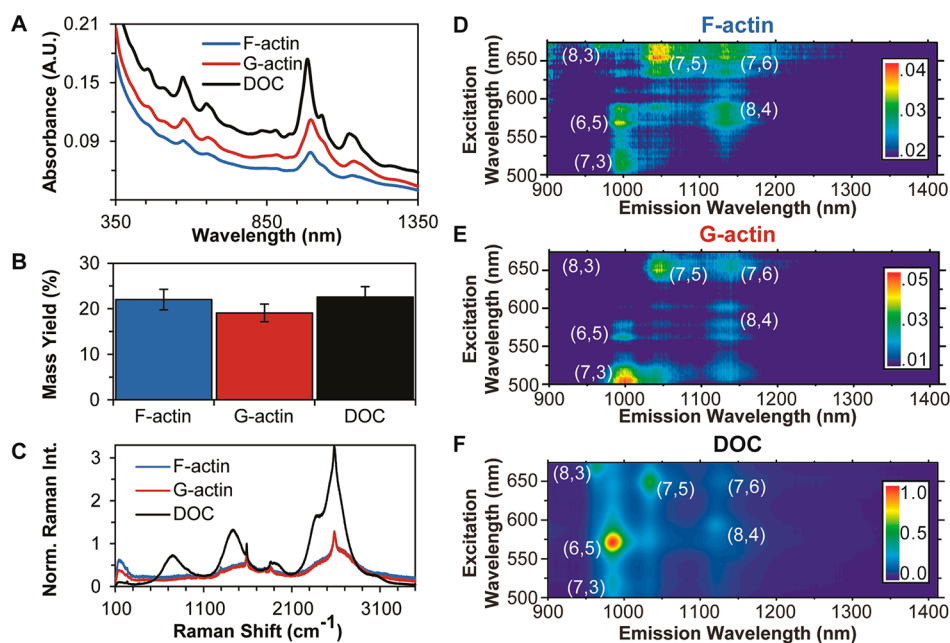 A
0.21
0.15
0.09
Absorbance (A.U.)
F-actin
G-actin
DOC
350
850
1350
Wavelength (nm)
B
30
20
10
0
Mass Yield (%)
F-actin
G-actin
DOC
C
3
2
1
0
Norm. Raman Int.
F-actin
G-actin
DOC
100
1100
2100
3100
Raman Shift (cm⁻¹)
D
F-actin
Excitation
Wavelength (nm)
650
600
550
500
(8,3)
(7,5)
(7,6)
(6,5)
(8,4)
(7,3)
.04
.03
.02
900
1000
1100
1200
1300
1400
Emission Wavelength (nm)
E
G-actin
Excitation
Wavelength (nm)
650
600
550
500
(8,3)
(7,5)
(7,6)
(6,5)
(8,4)
(7,3)
.05
.03
.01
900
1000
1100
1200
1300
1400
Emission Wavelength (nm)
F
DOC
Excitation
Wavelength (nm)
650
600
550
500
(8,3)
(7,5)
(7,6)
(6,5)
(8,4)
(7,3)
1.0
0.5
0.0
900
1000
1100
1200
1300
1400
Emission Wavelength (nm)